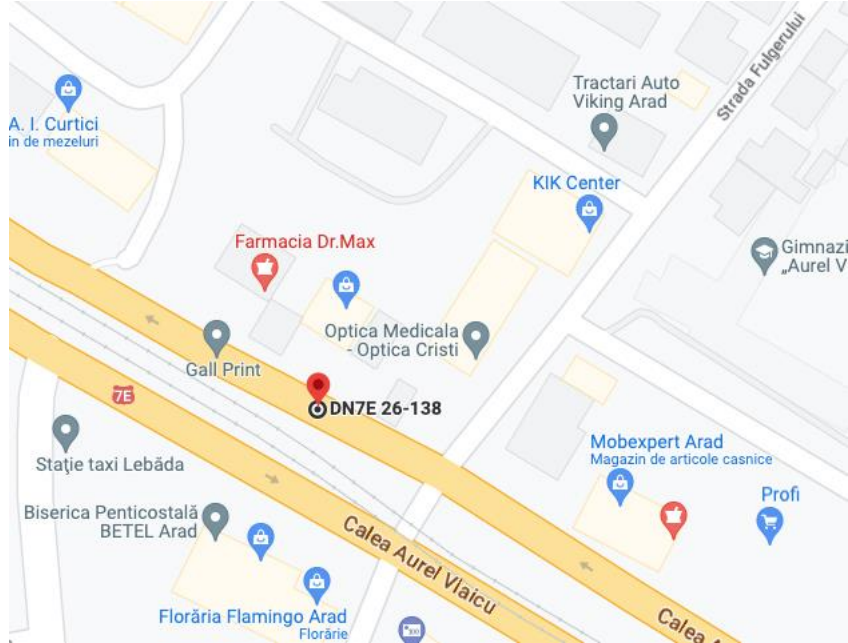 Strada Fulgerului
Tractari Auto
Viking Arad
A. I. Curtici
in de mezeluri
KIK Center
Farmacia Dr.Max
Gimnazi
„Aurel V
Optica Medicala
- Optica Cristi
Gall Print
7E
DN7E 26-138
Stație taxi Lebăda
Mobexpert Arad
Magazin de articole casnice
Profi
Biserica Penticostală
BETEL Arad
Calea Aurel Vlaicu
Florăria Flamingo Arad
Florărie
Calea A